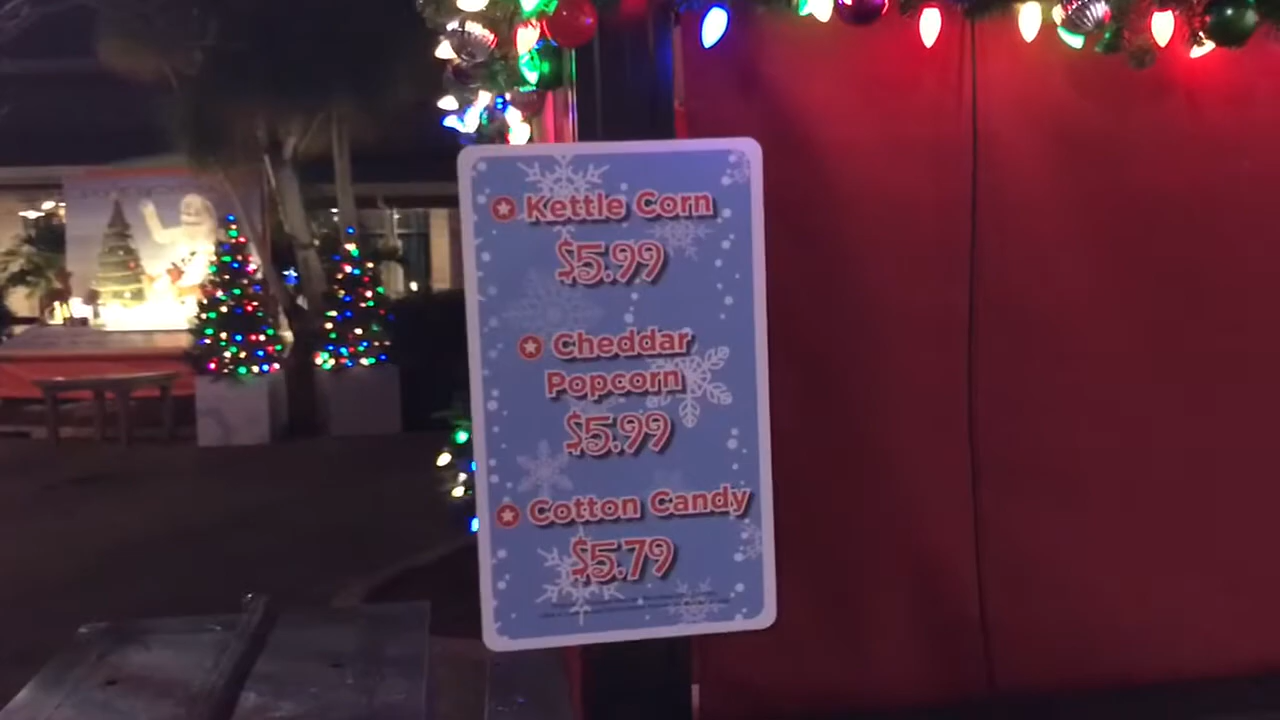 Kettle Corn
$5.99
Cheddar
Popcorn
$5.99
Cotton Candy
$5.79